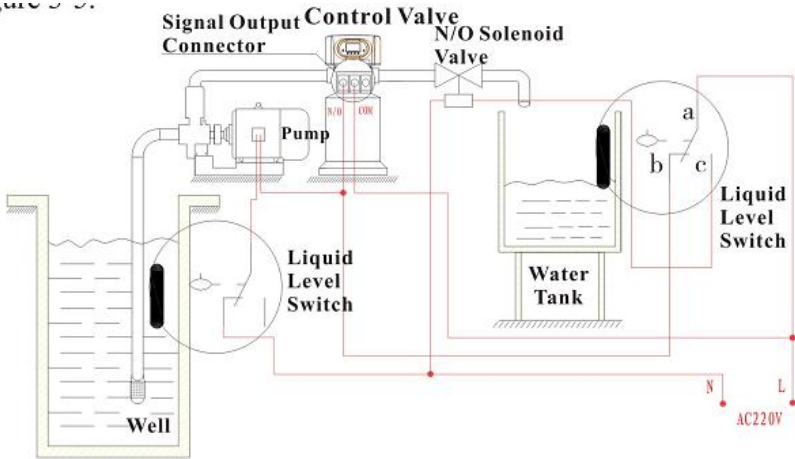 Signal Output
Connector
Control Valve
N/O Solenoid
Valve
N/O
COM
Pump
a
b
c
Liquid
Level
Switch
Liquid
Level
Switch
Water
Tank
Well
N
L
AC220V